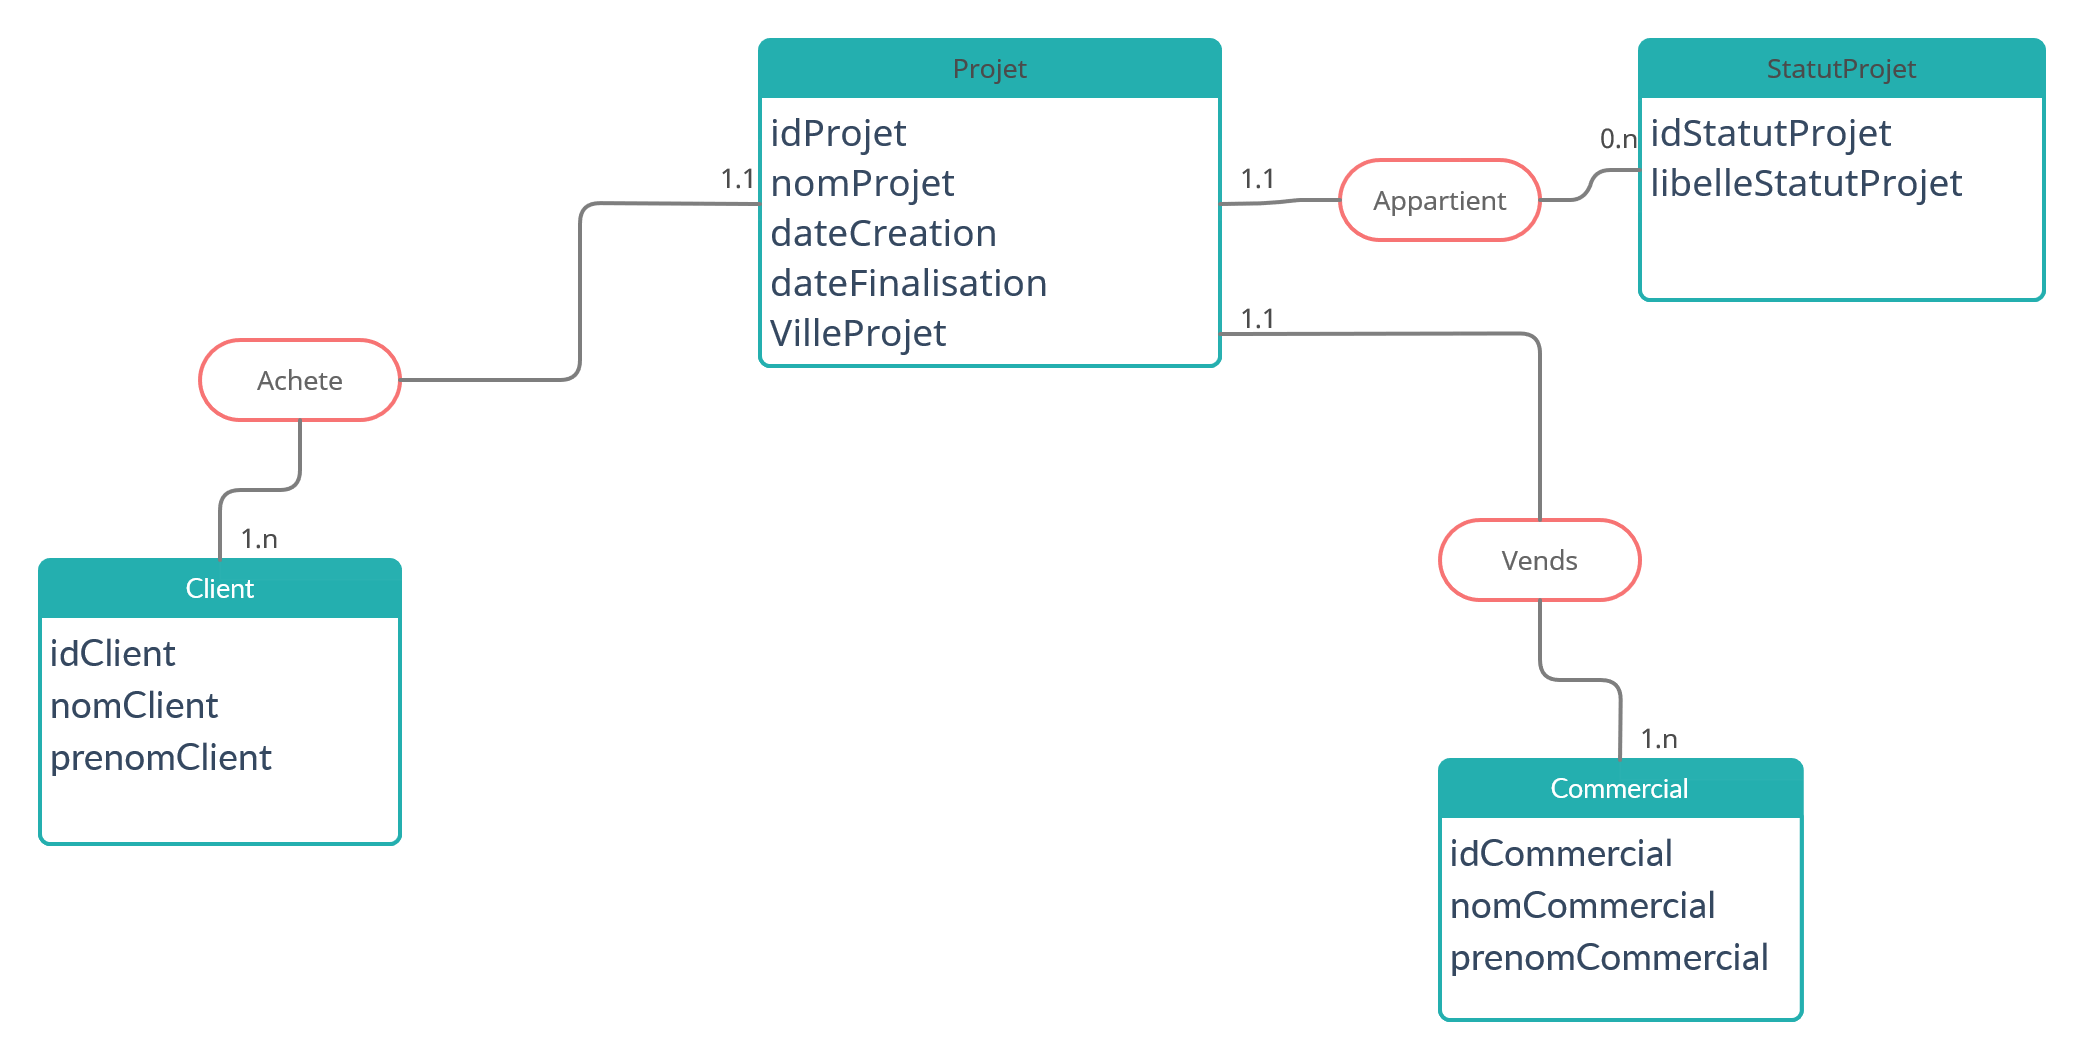 Projet
idProjet
nomProjet
dateCreation
dateFinalisation
VilleProjet
StatutProjet
idStatutProjet
libelleStatutProjet
1.1
1.1
0.n
Appartient
1.1
Achete
1.n
Client
idClient
nomClient
prenomClient
Vends
1.n
Commercial
idCommercial
nomCommercial
prenomCommercial